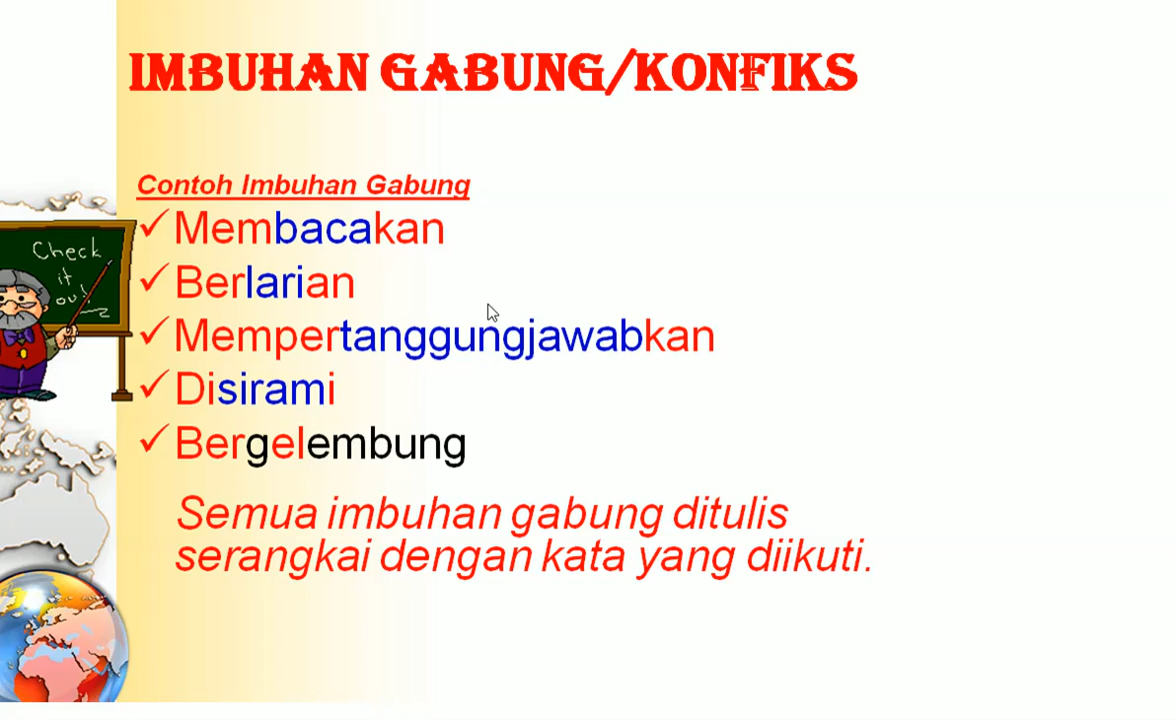 IMBUHAN GABUNG/KONFIKS
Contoh Imbuhan Gabung
Membacakan
Berlarian
Mempertanggungjawabkan
Disirami
Bergelembung
Semua imbuhan gabung ditulis
serangkai dengan kata yang diikuti.
Check
it
ou!